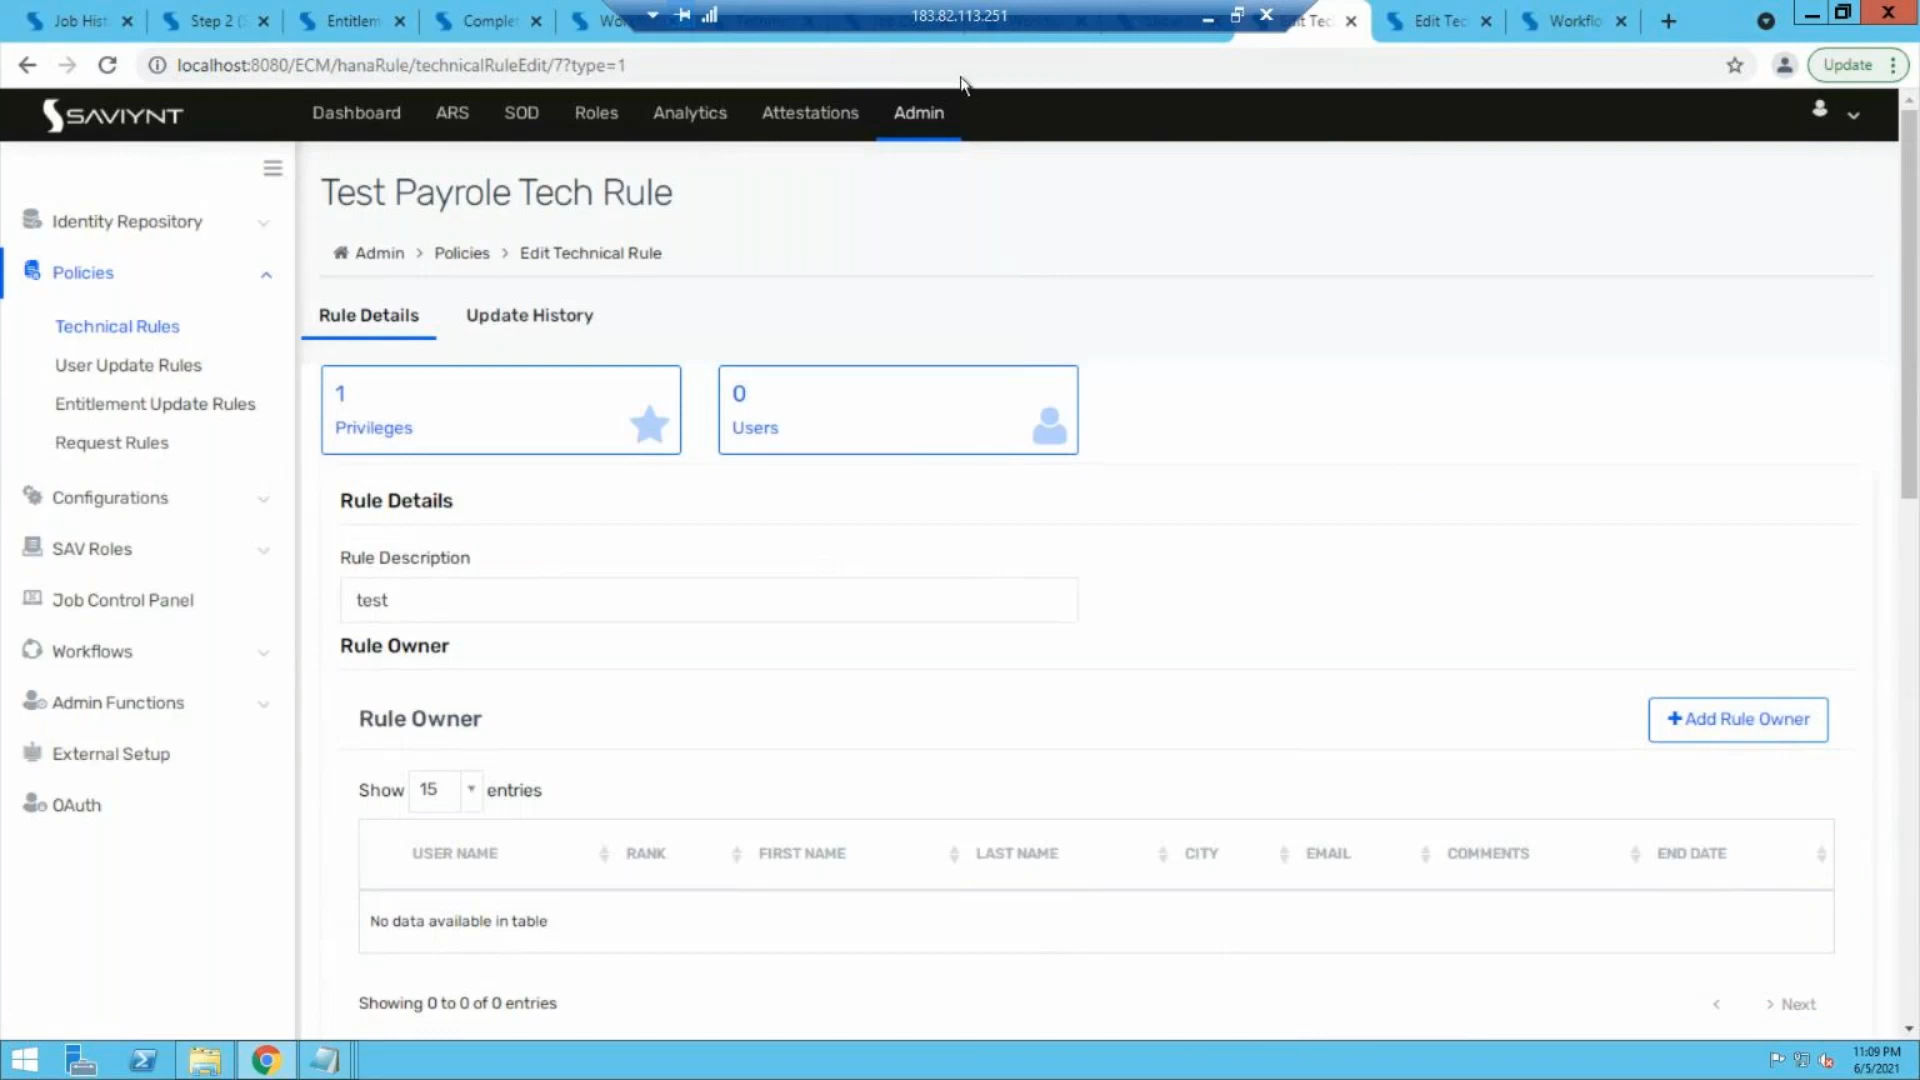 Job Hist
Step 2 (
Entitlem
Complet
Wo
183.82.113.251
it Tec
Edit Tec
Workflo
localhost:8080/ECM/hanaRule/technicalRuleEdit/7?type=1
Update
SAVIYNT
Dashboard
ARS
SOD
Roles
Analytics
Attestations
Admin
Test Payrole Tech Rule
Admin > Policies > Edit Technical Rule
Identity Repository
Policies
Technical Rules
User Update Rules
Entitlement Update Rules
Request Rules
Configurations
SAV Roles
Job Control Panel
Workflows
Admin Functions
External Setup
OAuth
Rule Details
Update History
1
Privileges
0
Users
Rule Details
Rule Description
test
Rule Owner
Rule Owner
+ Add Rule Owner
Show 15 entries
USER NAME
RANK
FIRST NAME
LAST NAME
CITY
EMAIL
COMMENTS
END DATE
No data available in table
Showing 0 to 0 of 0 entries
< > Next
11:09 PM
6/5/2021